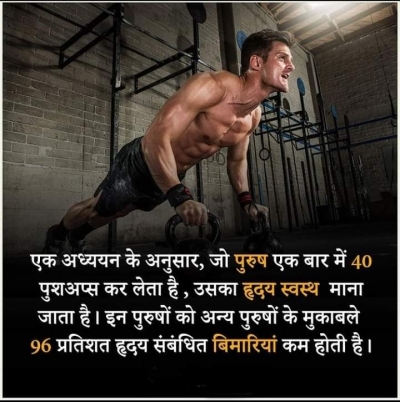 एक अध्ययन के अनुसार, जो पुरुष एक बार में 40
पुशअप्स कर लेता है , उसका हृदय स्वस्थ माना
जाता है। इन पुरुषों को अन्य पुरुषों के मुकाबले
96 प्रतिशत हृदय संबंधित बिमारियां कम होती है।